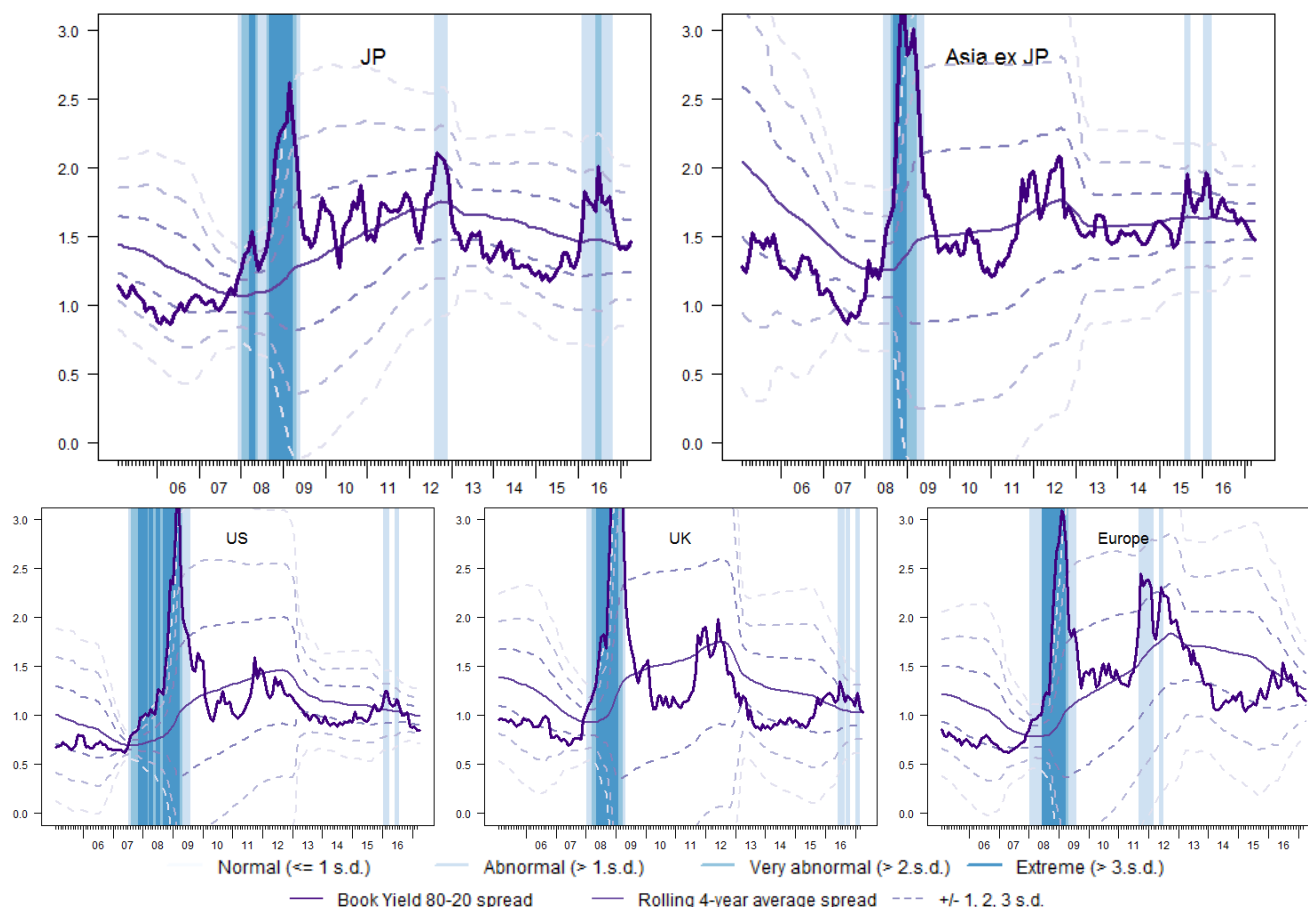 JP
3.0
2.5
2.0
1.5
1.0
0.5
0.0
06 07 08 09 10 11 12 13 14 15 16
Asia ex JP
3.0
2.5
2.0
1.5
1.0
0.5
0.0
06 07 08 09 10 11 12 13 14 15 16
US
3.0
2.5
2.0
1.5
1.0
0.5
0.0
06 07 08 09 10 11 12 13 14 15 16
UK
3.0
2.5
2.0
1.5
1.0
0.5
0.0
06 07 08 09 10 11 12 13 14 15 16
Europe
3.0
2.5
2.0
1.5
1.0
0.5
0.0
06 07 08 09 10 11 12 13 14 15 16
Normal (<= 1 s.d.) Abnormal (> 1.s.d.) Very abnormal (> 2.s.d.) Extreme (> 3.s.d.)
Book Yield 80-20 spread Rolling 4-year average spread +/- 1, 2, 3 s.d.